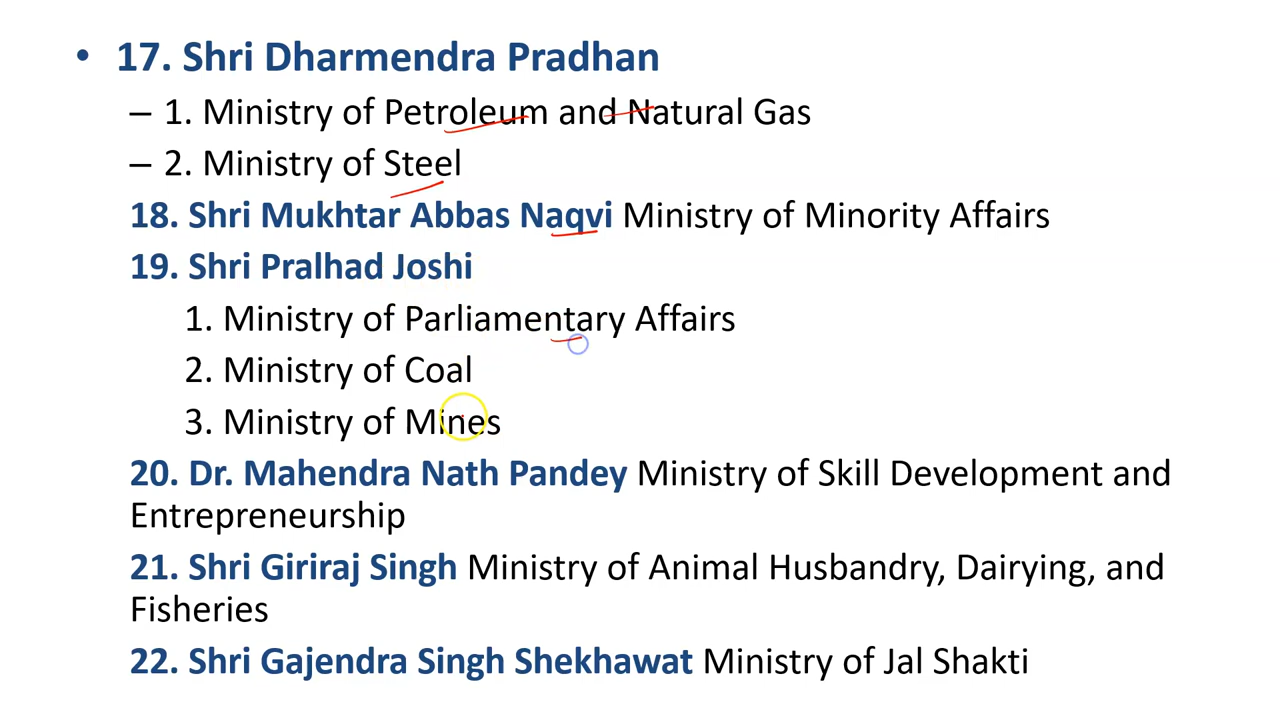 • 17. Shri Dharmendra Pradhan
– 1. Ministry of Petroleum and Natural Gas
– 2. Ministry of Steel
18. Shri Mukhtar Abbas Naqvi Ministry of Minority Affairs
19. Shri Pralhad Joshi
1. Ministry of Parliamentary Affairs
2. Ministry of Coal
3. Ministry of Mines
20. Dr. Mahendra Nath Pandey Ministry of Skill Development and
Entrepreneurship
21. Shri Giriraj Singh Ministry of Animal Husbandry, Dairying, and
Fisheries
22. Shri Gajendra Singh Shekhawat Ministry of Jal Shakti